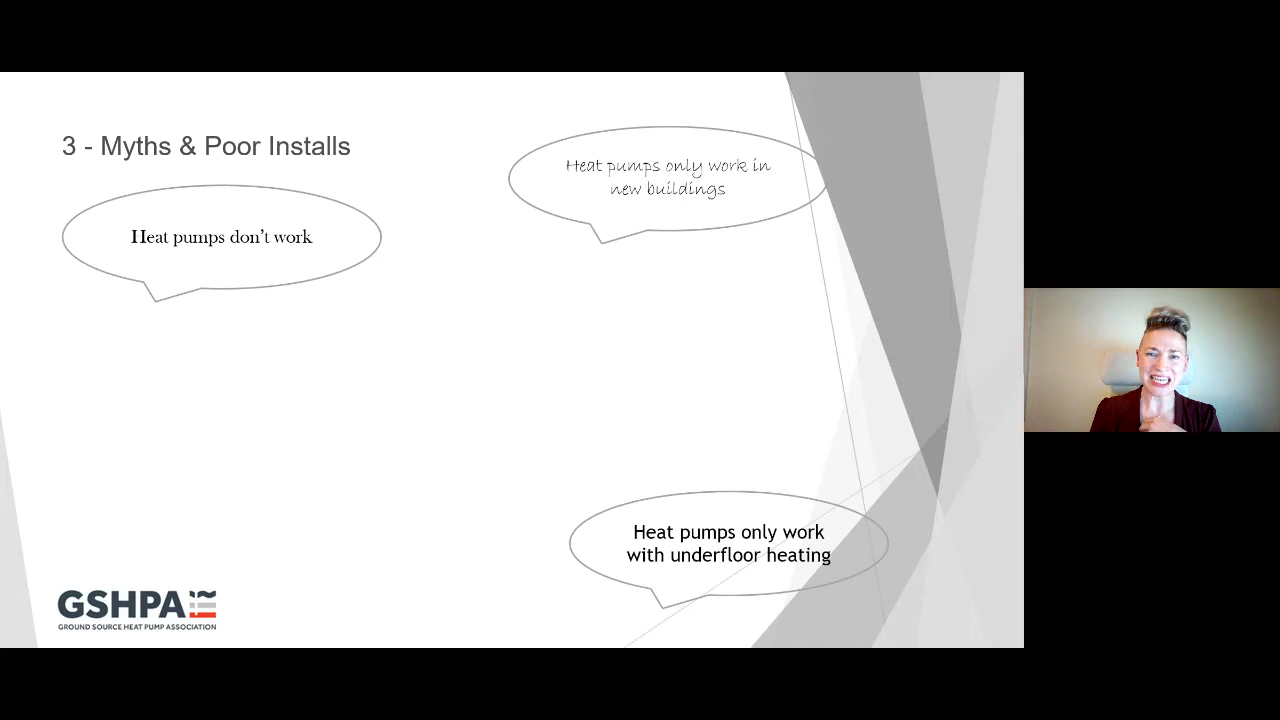 3 - Myths & Poor Installs
Heat pumps only work in
new buildings
Heat pumps don't work
Heat pumps only work
with underfloor heating
GSHPA
GROUND SOURCE HEAT PUMP ASSOCIATION